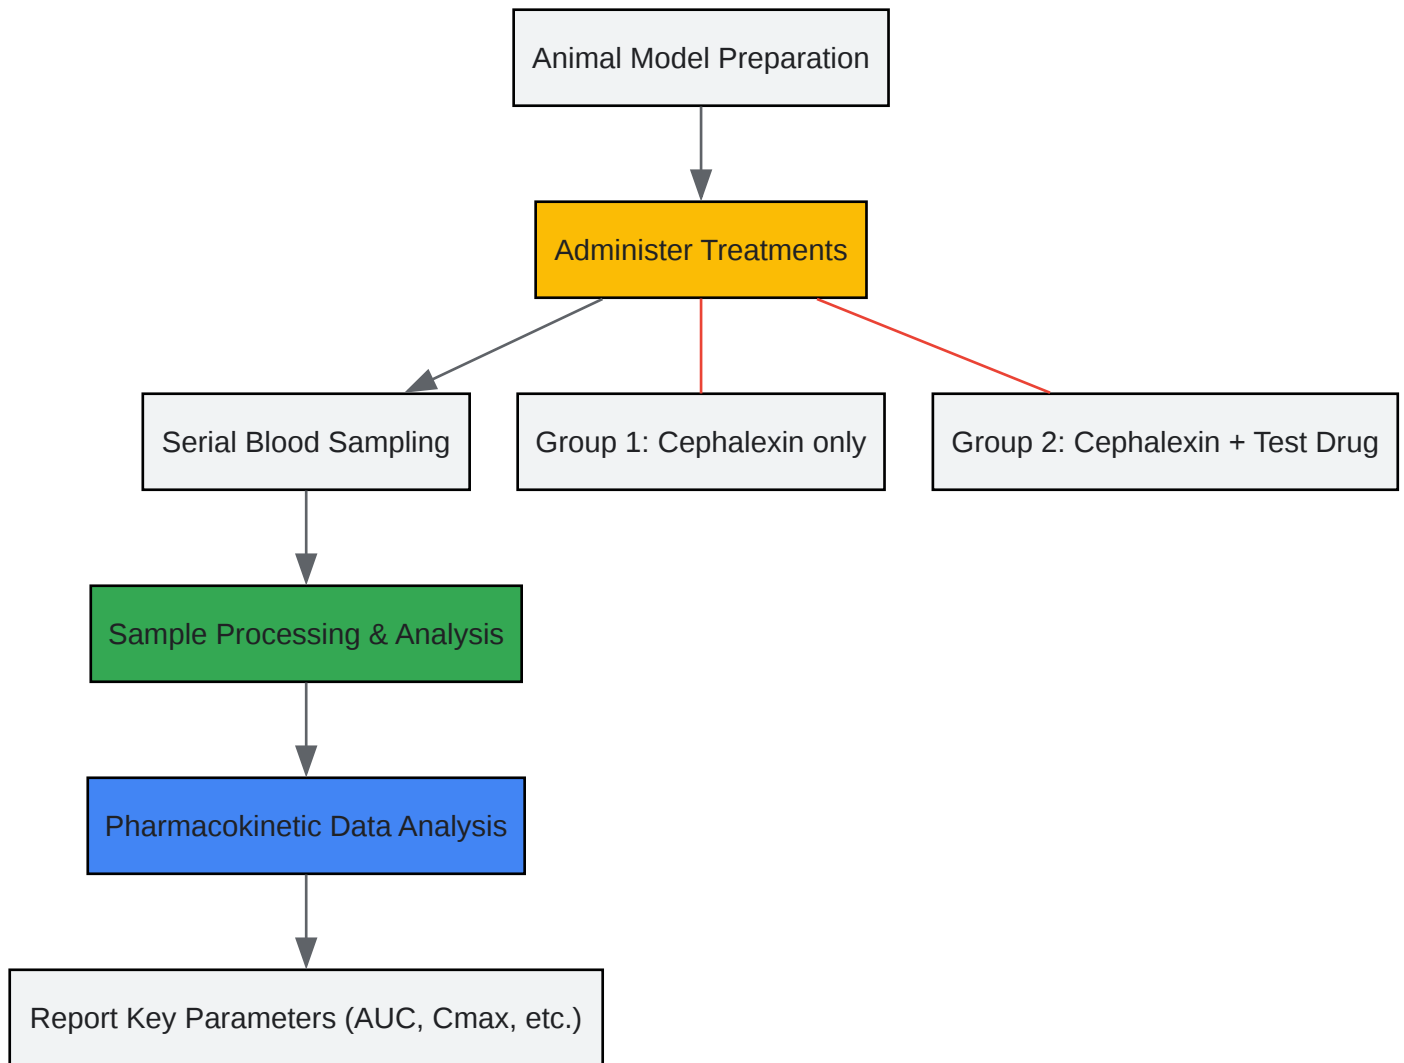 Animal Model Preparation
Administer Treatments
Serial Blood Sampling
Group 1: Cephalexin only
Group 2: Cephalexin + Test Drug
Sample Processing & Analysis
Pharmacokinetic Data Analysis
Report Key Parameters (AUC, Cmax, etc.)